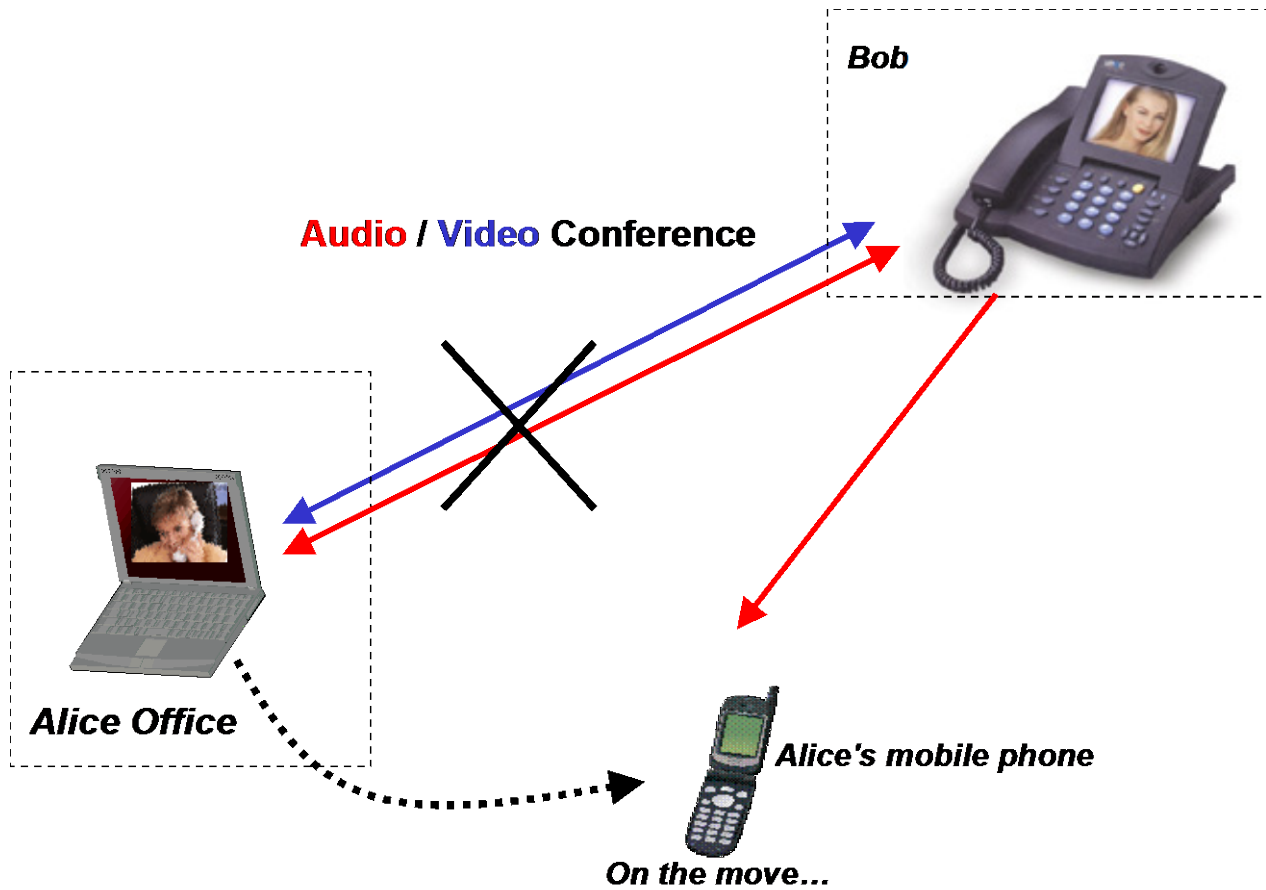 Bob
Audio / Video Conference
Alice Office
Alice's mobile phone
On the move...